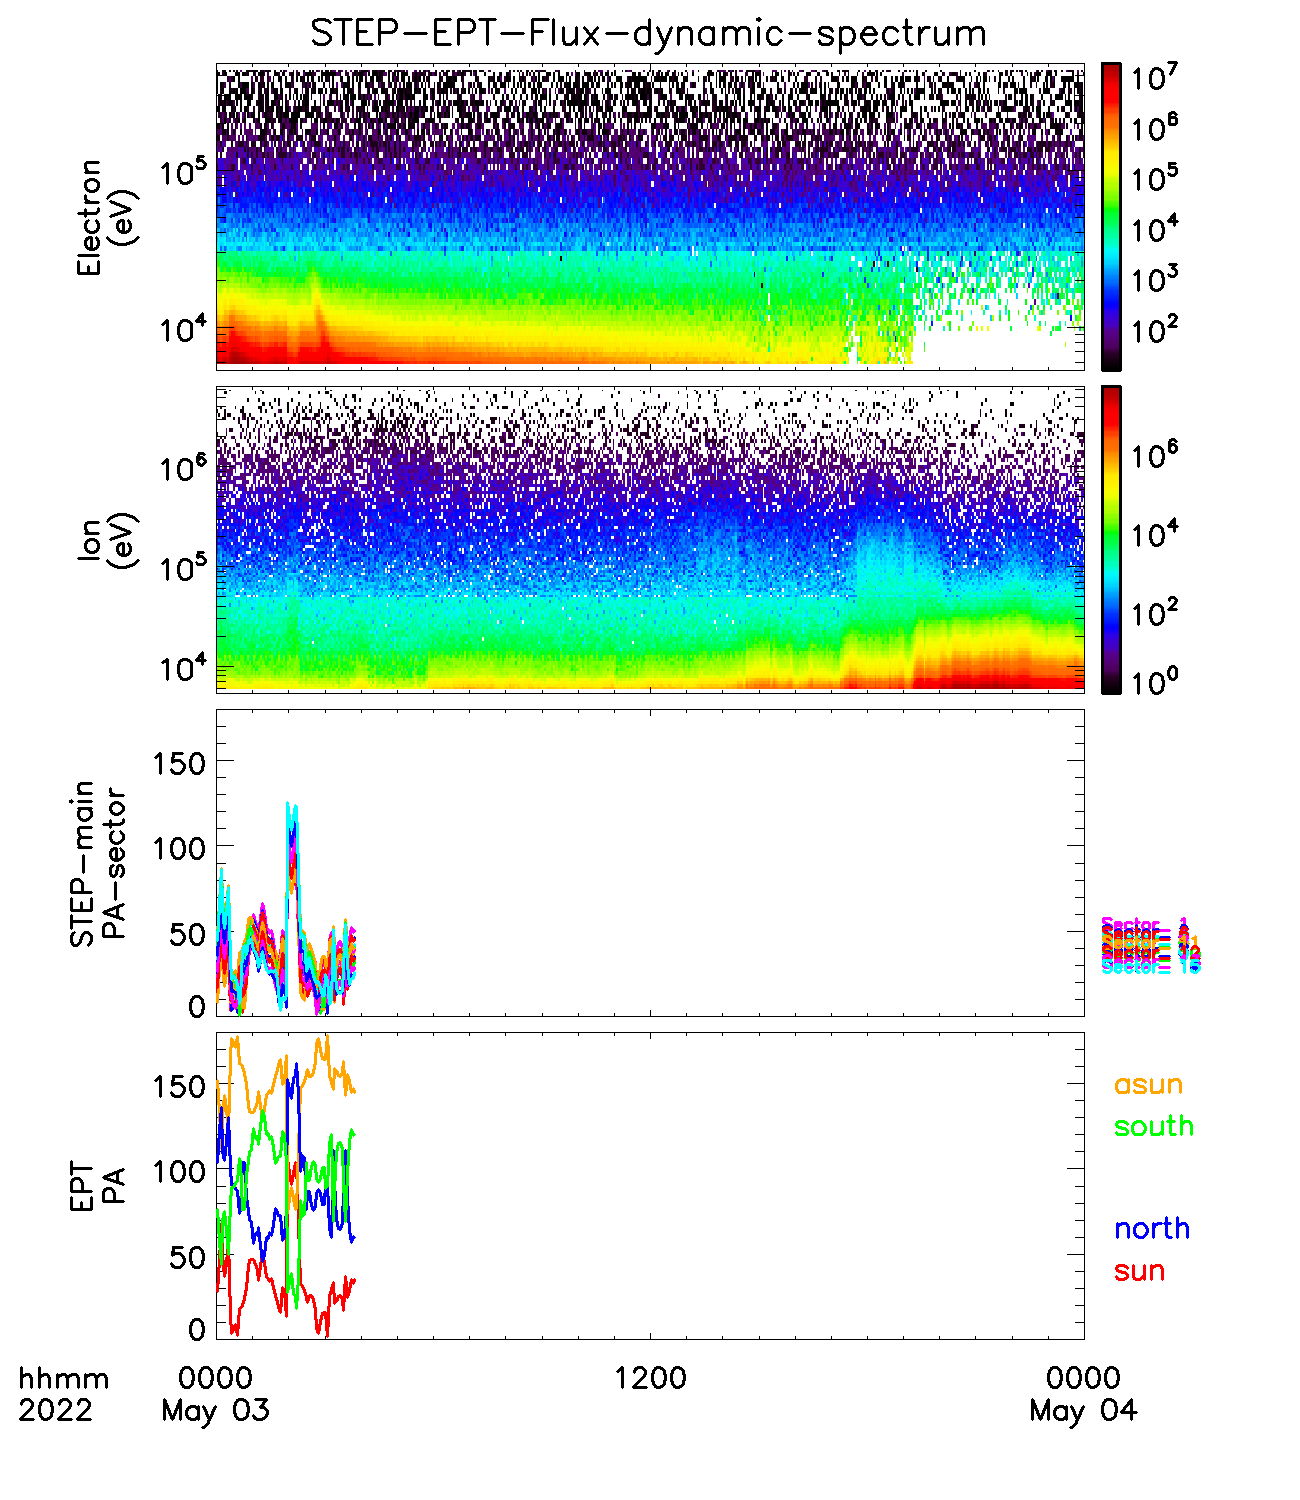 STEP-EPT-Flux-dynamic-spectrum
Electron
(eV)
10^5
10^4
10^7
10^6
10^5
10^4
10^3
10^2
Ion
(eV)
10^6
10^5
10^4
10^6
10^4
10^2
10^0
STEP-main
PA-sector
150
100
50
0
Sector-
Sector- 15
EPT
PA
150
100
50
0
asun
south
north
sun
hhmm
2022
0000
May 03
1200
0000
May 04